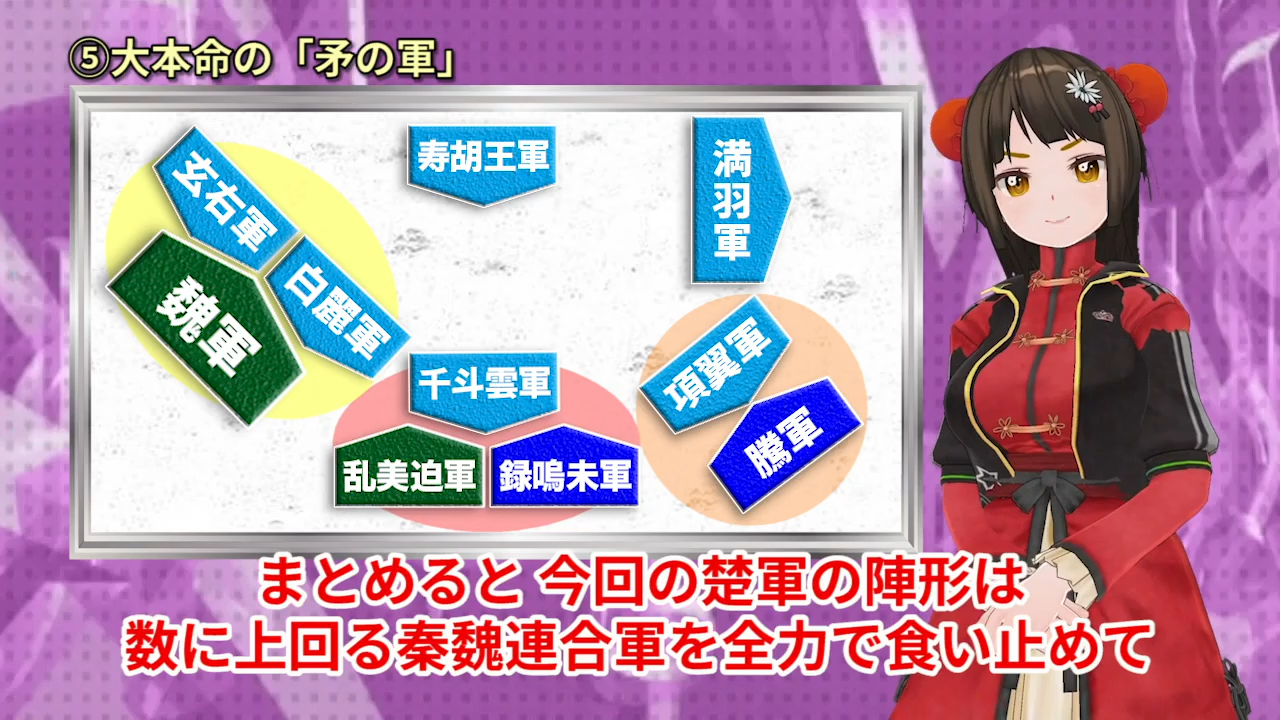 ⑤大本命の「矛の軍」
寿胡王軍
満羽軍
玄右軍
白麗軍
魏軍
千斗雲軍
項翼軍
乱美迫軍
録嗚未軍
騰軍
まとめると 今回の楚軍の陣形は
数に上回る秦魏連合軍を全力で食い止めて